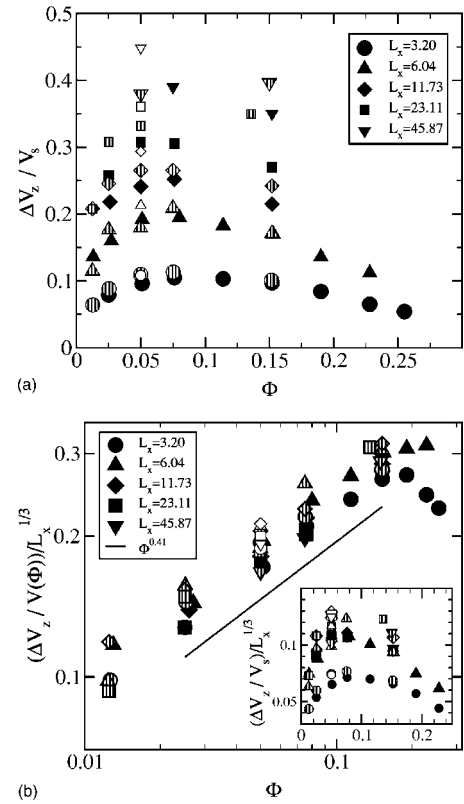 (a)
ΔV_z / V_s
0.5
0.4
0.3
0.2
0.1
0
0 0.05 0.1 0.15 0.2 0.25
Φ
L_x=3.20
L_x=6.04
L_x=11.73
L_x=23.11
L_x=45.87
(b)
(ΔV_z / V(Φ))/L_x^{1/3}
0.3
0.2
0.1
0.01 0.1
Φ
L_x=3.20
L_x=6.04
L_x=11.73
L_x=23.11
L_x=45.87
Φ^{0.41}
(ΔV_z / V_s)/L_x^{1/3}
0.1
0.05
0 0.1 0.2